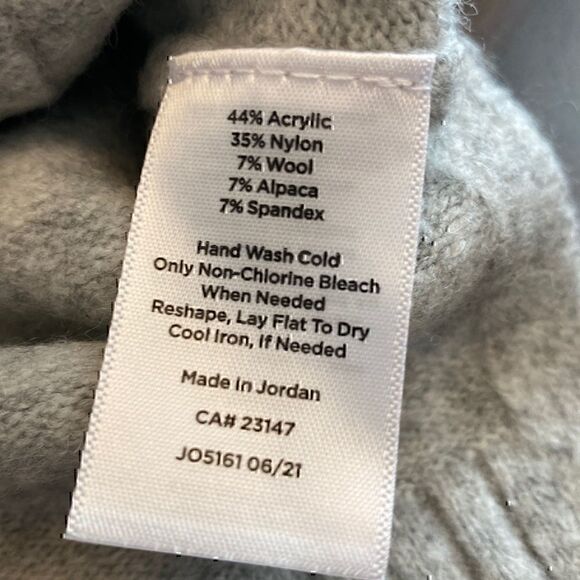 44% Acrylic
35% Nylon
7% Wool
7% Alpaca
7% Spandex
Hand Wash Cold
Only Non-Chlorine Bleach
When Needed
Reshape, Lay Flat To Dry
Cool Iron, If Needed
Made In Jordan
CA# 23147
JO5161 06/21